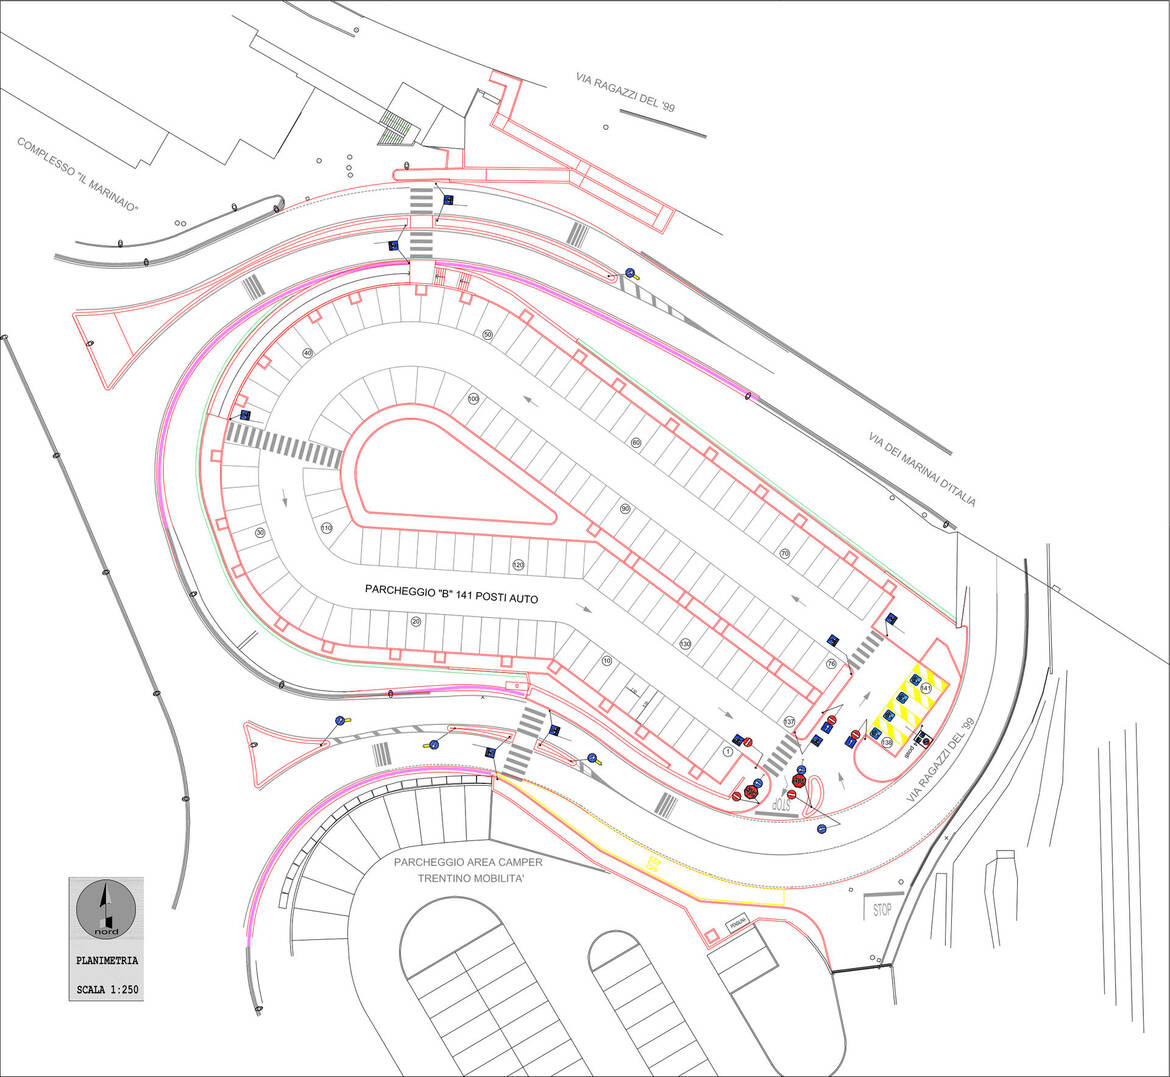 VIA RAGAZZI DEL '99
COMPLESSO "IL MARINAIO"
50
40
100
60
VIA DEI MARINAI D'ITALIA
90
30
110
70
120
PARCHEGGIO "B" 141 POSTI AUTO
20
130
10
76
141
137
138
1
VIA RAGAZZI DEL '99
STOP
PARCHEGGIO AREA CAMPER
TRENTINO MOBILITA'
BUS
STOP
PENSILINA
nord
PLANIMETRIA
SCALA 1:250